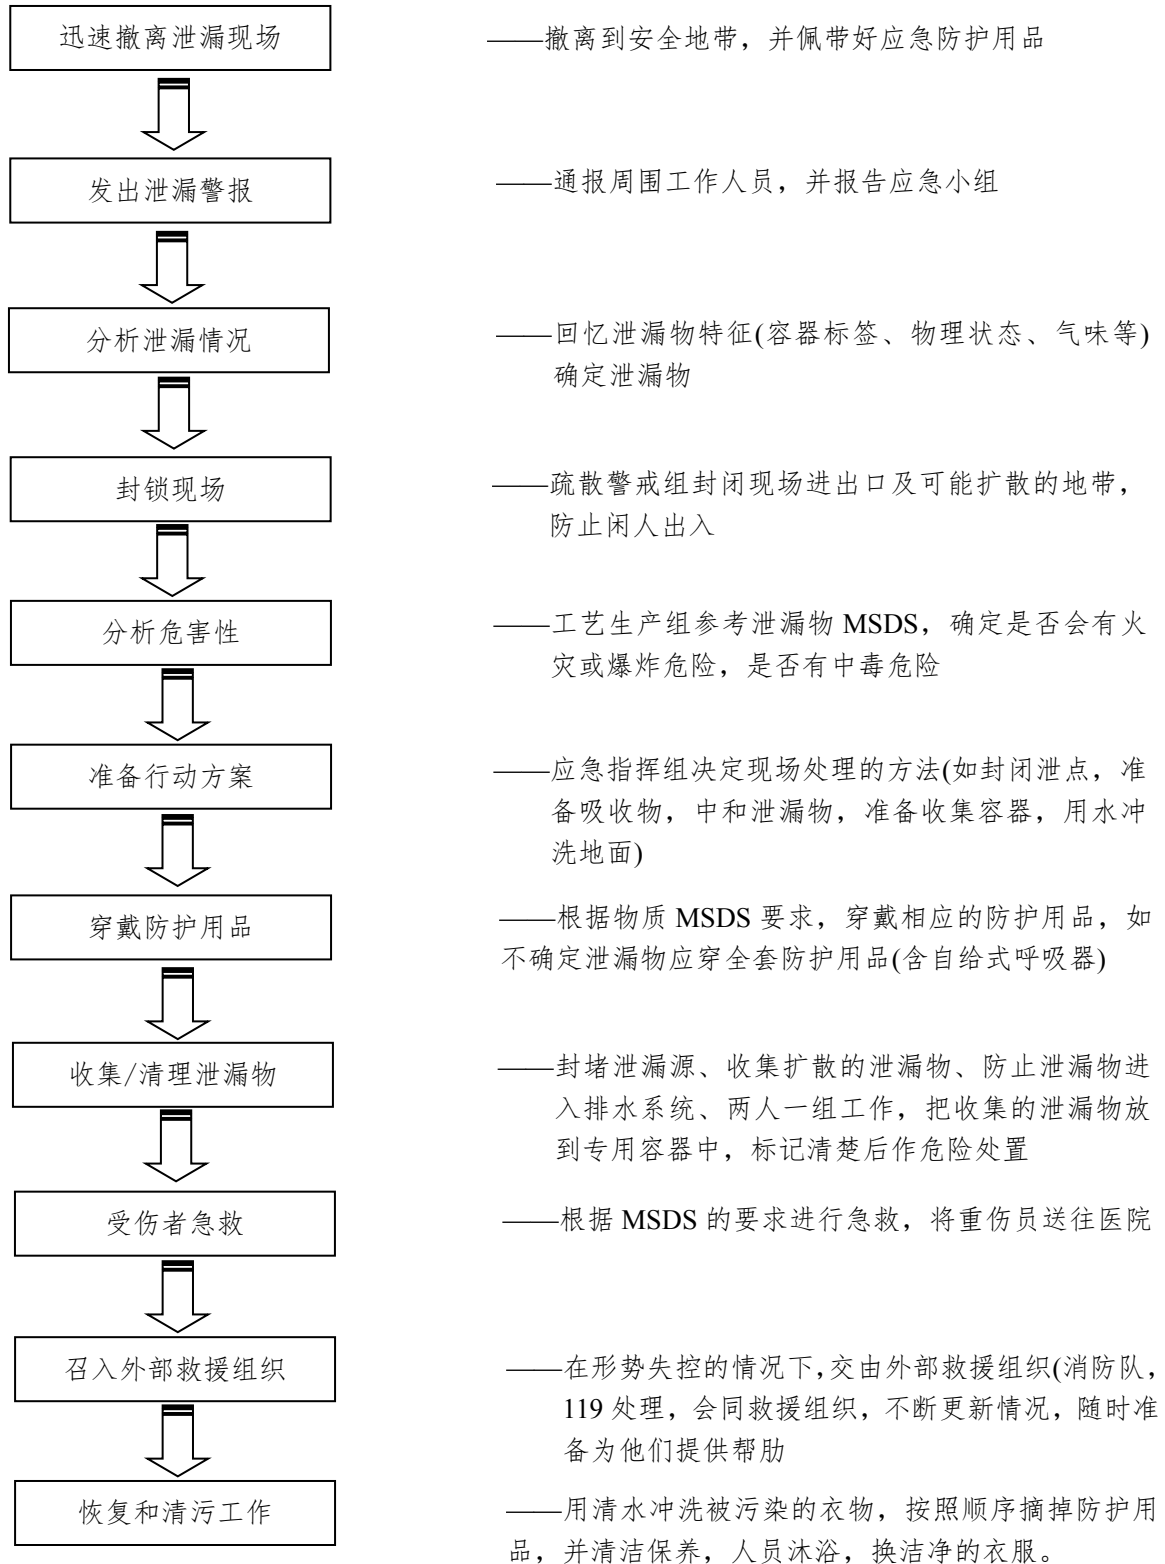 迅速撤离泄漏现场
——撤离到安全地带，并佩带好应急防护用品
发出泄漏警报
——通报周围工作人员，并报告应急小组
分析泄漏情况
——回忆泄漏物特征(容器标签、物理状态、气味等)
确定泄漏物
封锁现场
——疏散警戒组封闭现场进出口及可能扩散的地带，
防止闲人出入
分析危害性
——工艺生产组参考泄漏物 MSDS，确定是否会有火
灾或爆炸危险，是否有中毒危险
准备行动方案
——应急指挥组决定现场处理的方法(如封闭泄点，准
备吸收物，中和泄漏物，准备收集容器，用水冲
洗地面)
穿戴防护用品
——根据物质 MSDS 要求，穿戴相应的防护用品，如
不确定泄漏物应穿全套防护用品(含自给式呼吸器)
收集/清理泄漏物
——封堵泄漏源、收集扩散的泄漏物、防止泄漏物进
入排水系统、两人一组工作，把收集的泄漏物放
到专用容器中，标记清楚后作危险处置
受伤者急救
——根据 MSDS 的要求进行急救，将重伤员送往医院
召入外部救援组织
——在形势失控的情况下，交由外部救援组织(消防队，
119 处理，会同救援组织，不断更新情况，随时准
备为他们提供帮肋
恢复和清污工作
——用清水冲洗被污染的衣物，按照顺序摘掉防护用
品，并清洁保养，人员沐浴，换洁净的衣服。